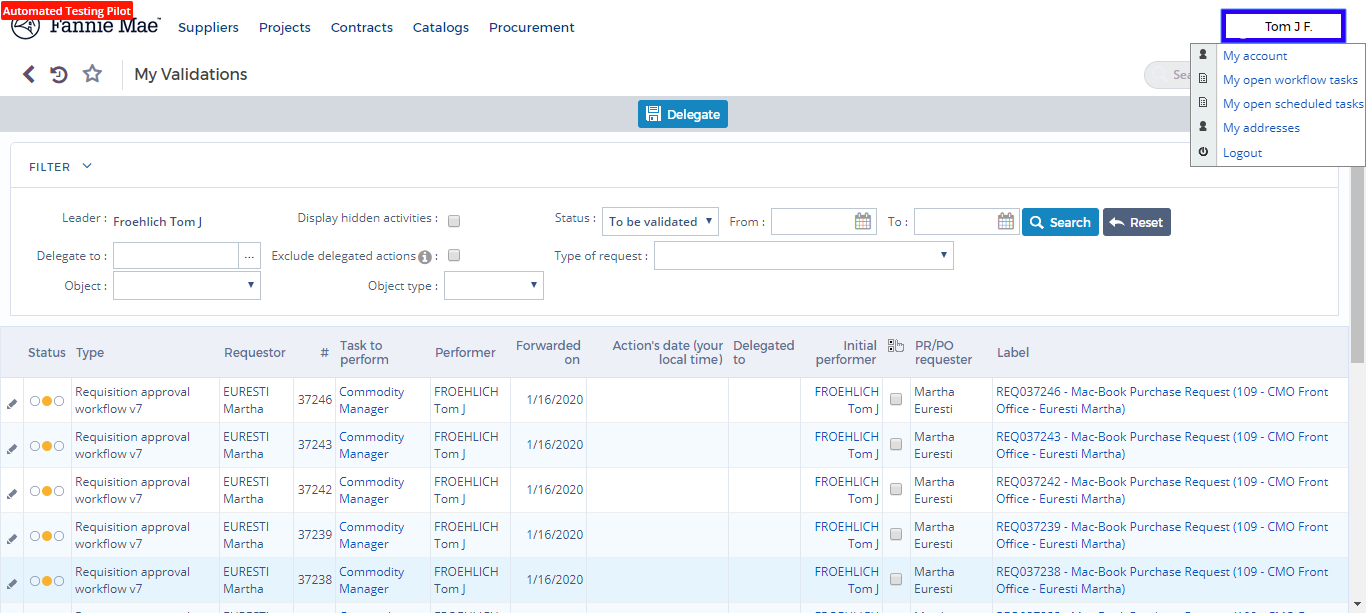 Automated Testing Pilot
Fannie Mae
Suppliers Projects Contracts Catalogs Procurement
Tom J F.
My account
My open workflow tasks
My open scheduled tasks
My addresses
Logout
My Validations
Delegate
FILTER
Leader : Froehlich Tom J Display hidden activities : Status : To be validated From : To : Search Reset
Delegate to : ... Exclude delegated actions : Type of request :
Object : Object type :
Status Type Requestor # Task to perform Performer Forwarded on Action's date (your local time) Delegated to Initial performer PR/PO requester Label
Requisition approval EURESTI 37246 Commodity FROEHLICH 1/16/2020 FROEHLICH Martha REQ037246 - Mac-Book Purchase Request (109 - CMO Front
workflow v7 Martha Manager Tom J Tom J Euresti Office - Euresti Martha)
Requisition approval EURESTI 37243 Commodity FROEHLICH 1/16/2020 FROEHLICH Martha REQ037243 - Mac-Book Purchase Request (109 - CMO Front
workflow v7 Martha Manager Tom J Tom J Euresti Office - Euresti Martha)
Requisition approval EURESTI 37242 Commodity FROEHLICH 1/16/2020 FROEHLICH Martha REQ037242 - Mac-Book Purchase Request (109 - CMO Front
workflow v7 Martha Manager Tom J Tom J Euresti Office - Euresti Martha)
Requisition approval EURESTI 37239 Commodity FROEHLICH 1/16/2020 FROEHLICH Martha REQ037239 - Mac-Book Purchase Request (109 - CMO Front
workflow v7 Martha Manager Tom J Tom J Euresti Office - Euresti Martha)
Requisition approval EURESTI 37238 Commodity FROEHLICH 1/16/2020 FROEHLICH Martha REQ037238 - Mac-Book Purchase Request (109 - CMO Front
workflow v7 Martha Manager Tom J Tom J Euresti Office - Euresti Martha)